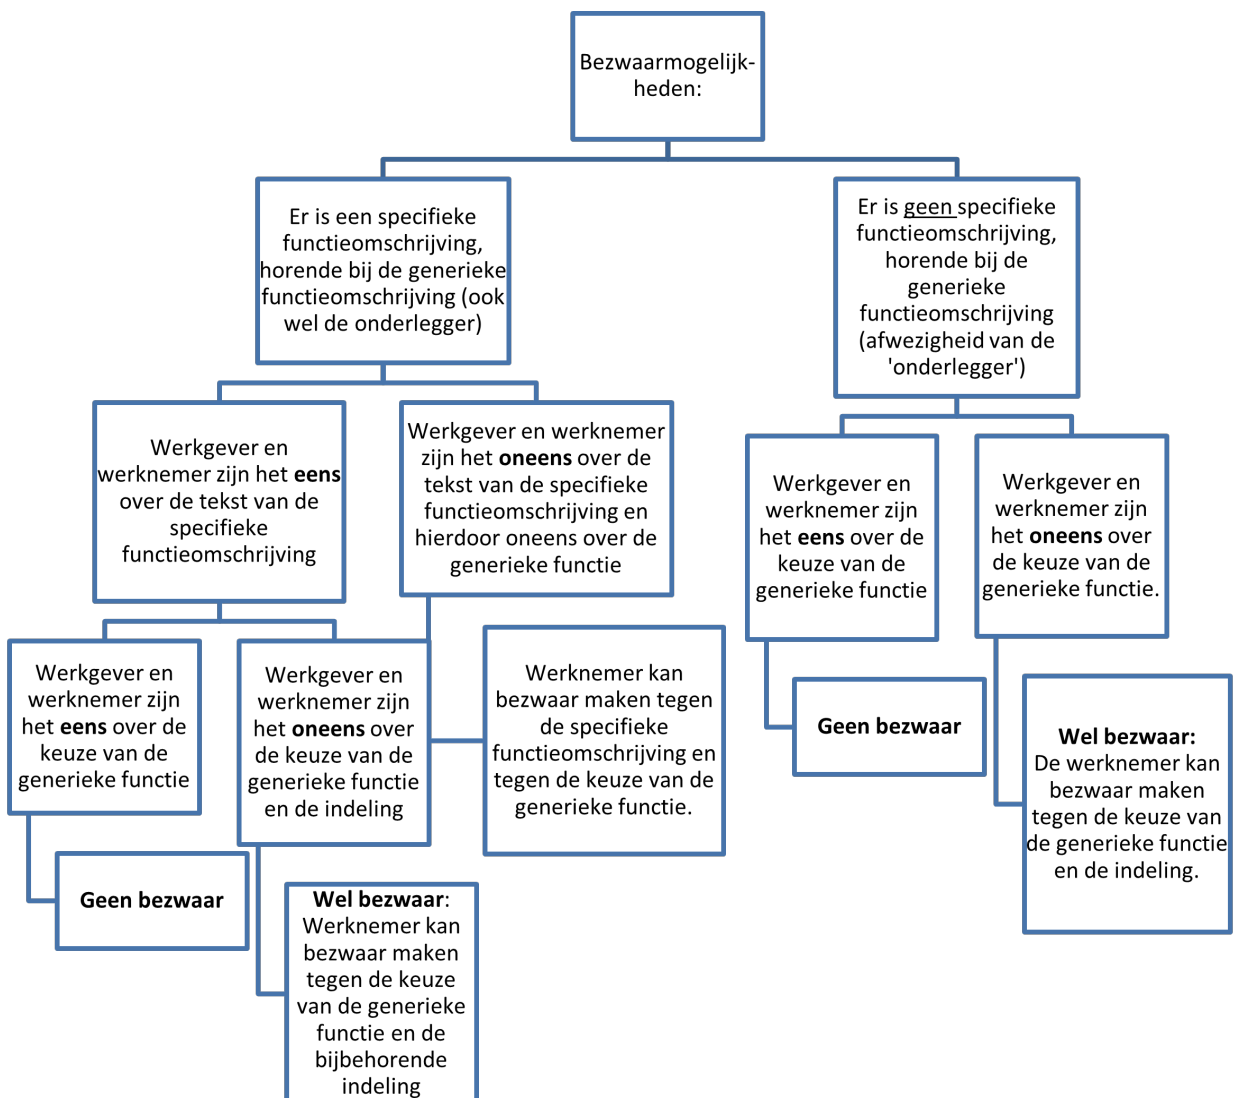 Bezwaarmogelijk-
heden:
Er is een specifieke
functieomschrijving,
horende bij de generieke
functieomschrijving (ook
wel de onderlegger)
Er is geen specifieke
functieomschrijving,
horende bij de
generieke
functieomschrijving
(afwezigheid van de
'onderlegger')
Werkgever en
werknemer zijn het eens
over de tekst van de
specifieke
functieomschrijving
Werkgever en werknemer
zijn het oneens over de
tekst van de specifieke
functieomschrijving en
hierdoor oneens over de
generieke functie
Werkgever en
werknemer zijn
het eens over de
keuze van de
generieke functie
Werkgever en
werknemer zijn
het oneens over
de keuze van de
generieke functie.
Werkgever en
werknemer zijn
het eens over de
keuze van de
generieke functie
Werkgever en
werknemer zijn
het oneens over
de keuze van de
generieke functie
en de indeling
Werknemer kan
bezwaar maken tegen
de specifieke
functieomschrijving en
tegen de keuze van de
generieke functie.
Geen bezwaar
Wel bezwaar:
De werknemer kan
bezwaar maken
tegen de keuze van
de generieke functie
en de indeling.
Geen bezwaar
Wel bezwaar:
Werknemer kan
bezwaar maken
tegen de keuze
van de generieke
functie en de
bijbehorende
indeling